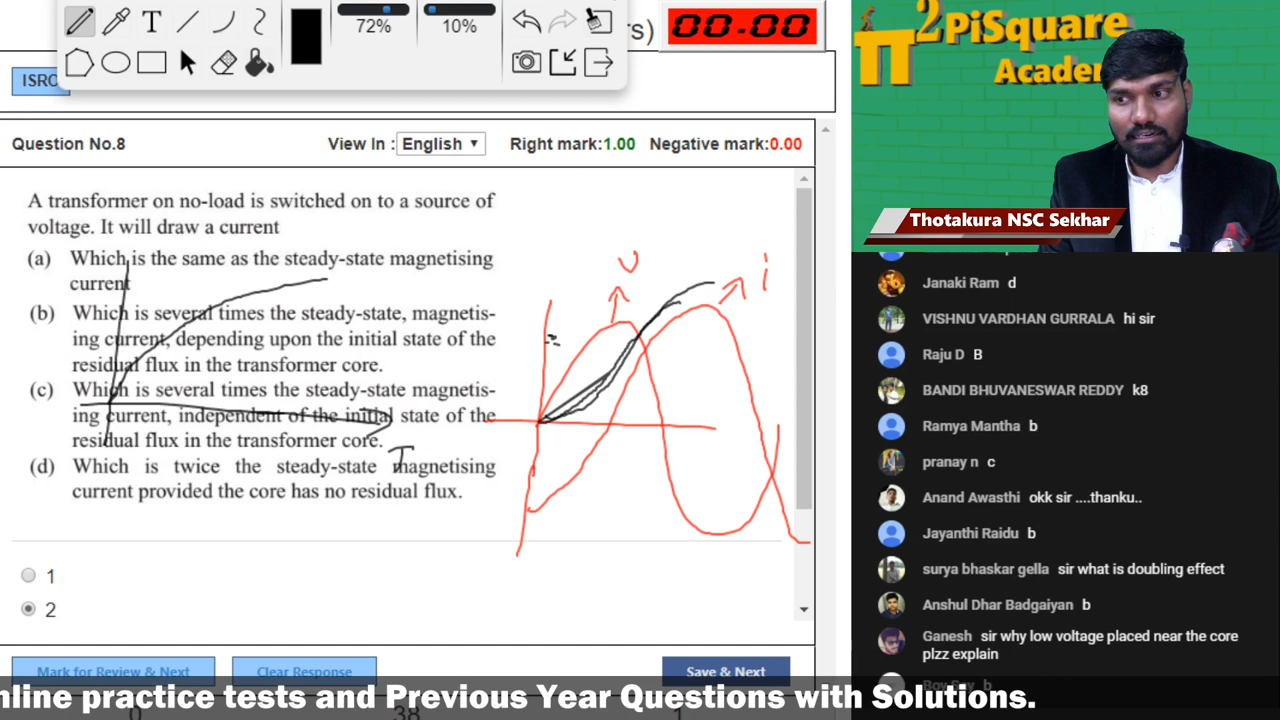 72%
10%
rs)
00.00
π
2
PiSquare
Academ
ISRO
Question No.8
View In :
English
Right mark:1.00
Negative mark:0.00
A transformer on no-load is switched on to a source of
voltage. It will draw a current
(a) Which is the same as the steady-state magnetising
current
(b) Which is several times the steady-state, magnetis-
ing current, depending upon the initial state of the
residual flux in the transformer core.
(c) Which is several times the steady-state magnetis-
ing current, independent of the initial state of the
residual flux in the transformer core.
(d) Which is twice the steady-state magnetising
current provided the core has no residual flux.
I
υ
i
1
2
Mark for Review & Next
Clear Response
Save & Next
Thotakura NSC Sekhar
Janaki Ram d
VISHNU VARDHAN GURRALA hi sir
Raju D B
BANDI BHUVANESWAR REDDY k8
Ramya Mantha b
pranay n c
Anand Awasthi okk sir ....thanku..
Jayanthi Raidu b
surya bhaskar gella sir what is doubling effect
Anshul Dhar Badgaiyan b
Ganesh sir why low voltage placed near the core
plzz explain
nline practice tests and Previous Year Questions with Solutions.
38